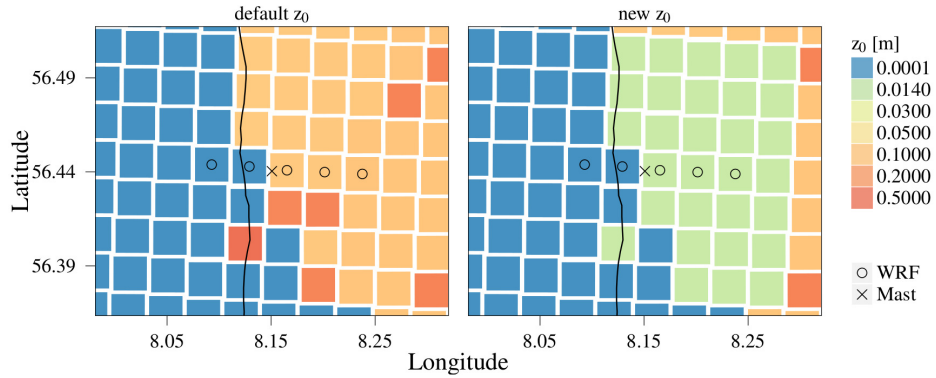 default z0
new z0
z0 [m]
0.0001
0.0140
0.0300
0.0500
0.1000
0.2000
0.5000
WRF
Mast
Latitude
56.49
56.44
56.39
8.05
8.15
8.25
8.05
8.15
8.25
Longitude